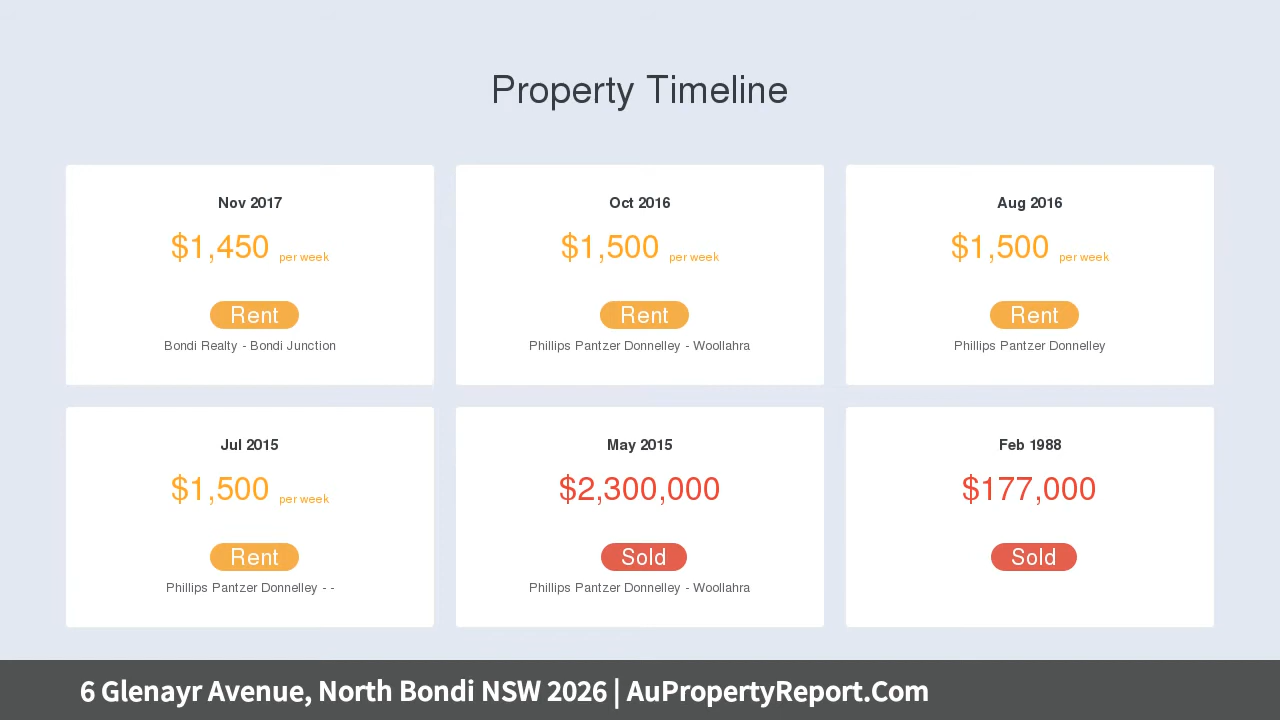 Property Timeline
Nov 2017
$1,450 per week
Rent
Bondi Realty - Bondi Junction
Oct 2016
$1,500 per week
Rent
Phillips Pantzer Donnelley - Woollahra
Aug 2016
$1,500 per week
Rent
Phillips Pantzer Donnelley
Jul 2015
$1,500 per week
Rent
Phillips Pantzer Donnelley - -
May 2015
$2,300,000
Sold
Phillips Pantzer Donnelley - Woollahra
Feb 1988
$177,000
Sold
6 Glenayr Avenue, North Bondi NSW 2026 | AuPropertyReport.Com